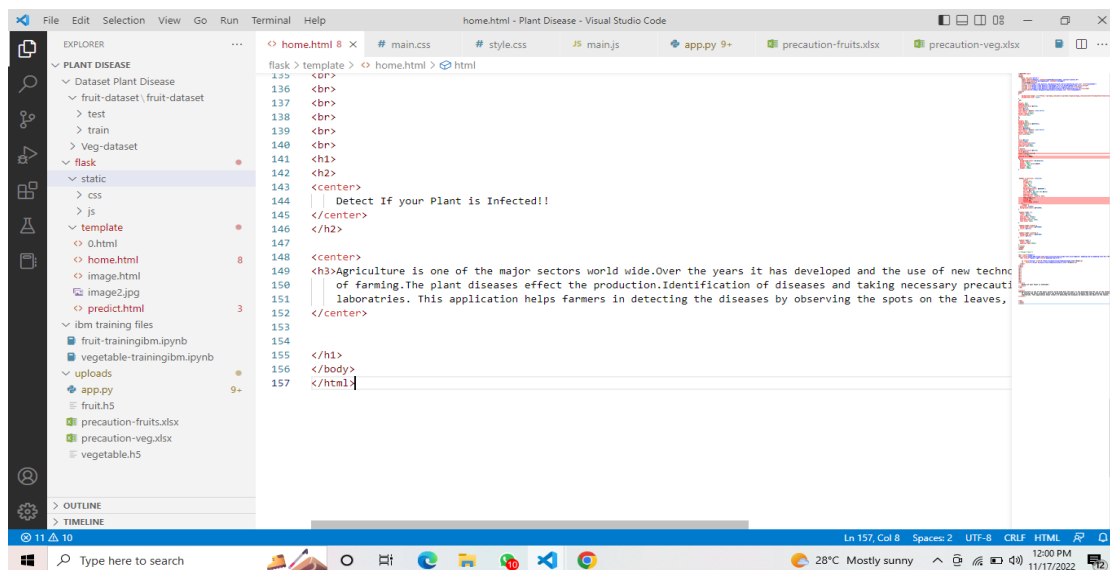 File Edit Selection View Go Run Terminal Help home.html - Plant Disease - Visual Studio Code
EXPLORER
PLANT DISEASE
Dataset Plant Disease
fruit-dataset \ fruit-dataset
test
train
Veg-dataset
flask
static
css
js
template
0.html
home.html 8
image.html
image2.jpg
predict.html 3
ibm training files
fruit-trainingibm.ipynb
vegetable-trainingibm.ipynb
uploads
app.py 9+
fruit.h5
precaution-fruits.xlsx
precaution-veg.xlsx
vegetable.h5
OUTLINE
TIMELINE
home.html 8 # main.css # style.css JS main.js app.py 9+ precaution-fruits.xlsx precaution-veg.xlsx
flask > template > home.html > html
135 <br>
136 <br>
137 <br>
138 <br>
139 <br>
140 <br>
141 <h1>
142 <h2>
143 <center>
144 Detect If your Plant is Infected!!
145 </center>
146 </h2>
147
148 <center>
149 <h3>Agriculture is one of the major sectors world wide.Over the years it has developed and the use of new techno
150 of farming.The plant diseases effect the production.Identification of diseases and taking necessary precauti
151 laboratries. This application helps farmers in detecting the diseases by observing the spots on the leaves,
152 </center>
153
154
155 </h1>
156 </body>
157 </html>
11 10 Ln 157, Col 8 Spaces: 2 UTF-8 CRLF HTML
Type here to search 28°C Mostly sunny 12:00 PM
11/17/2022 12